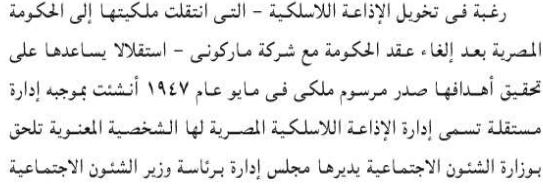 رغبة فى تخويل الإذاعة اللاسلكية - التى انتقلت ملكيتها إلى الحكومة
المصرية بعد إلغاء عقد الحكومة مع شركة ماركونى - استقلالا يساعدها على
تحقيق أهدافها صدر مرسوم ملكى فى مايو عام ١٩٤٧ أنشئت بموجبه إدارة
مستقلة تسمى إدارة الإذاعة اللاسلكية المصرية لها الشخصية المعنوية تلحق
بوزارة الشئون الاجتماعية يديرها مجلس إدارة برئاسة وزير الشئون الاجتماعية